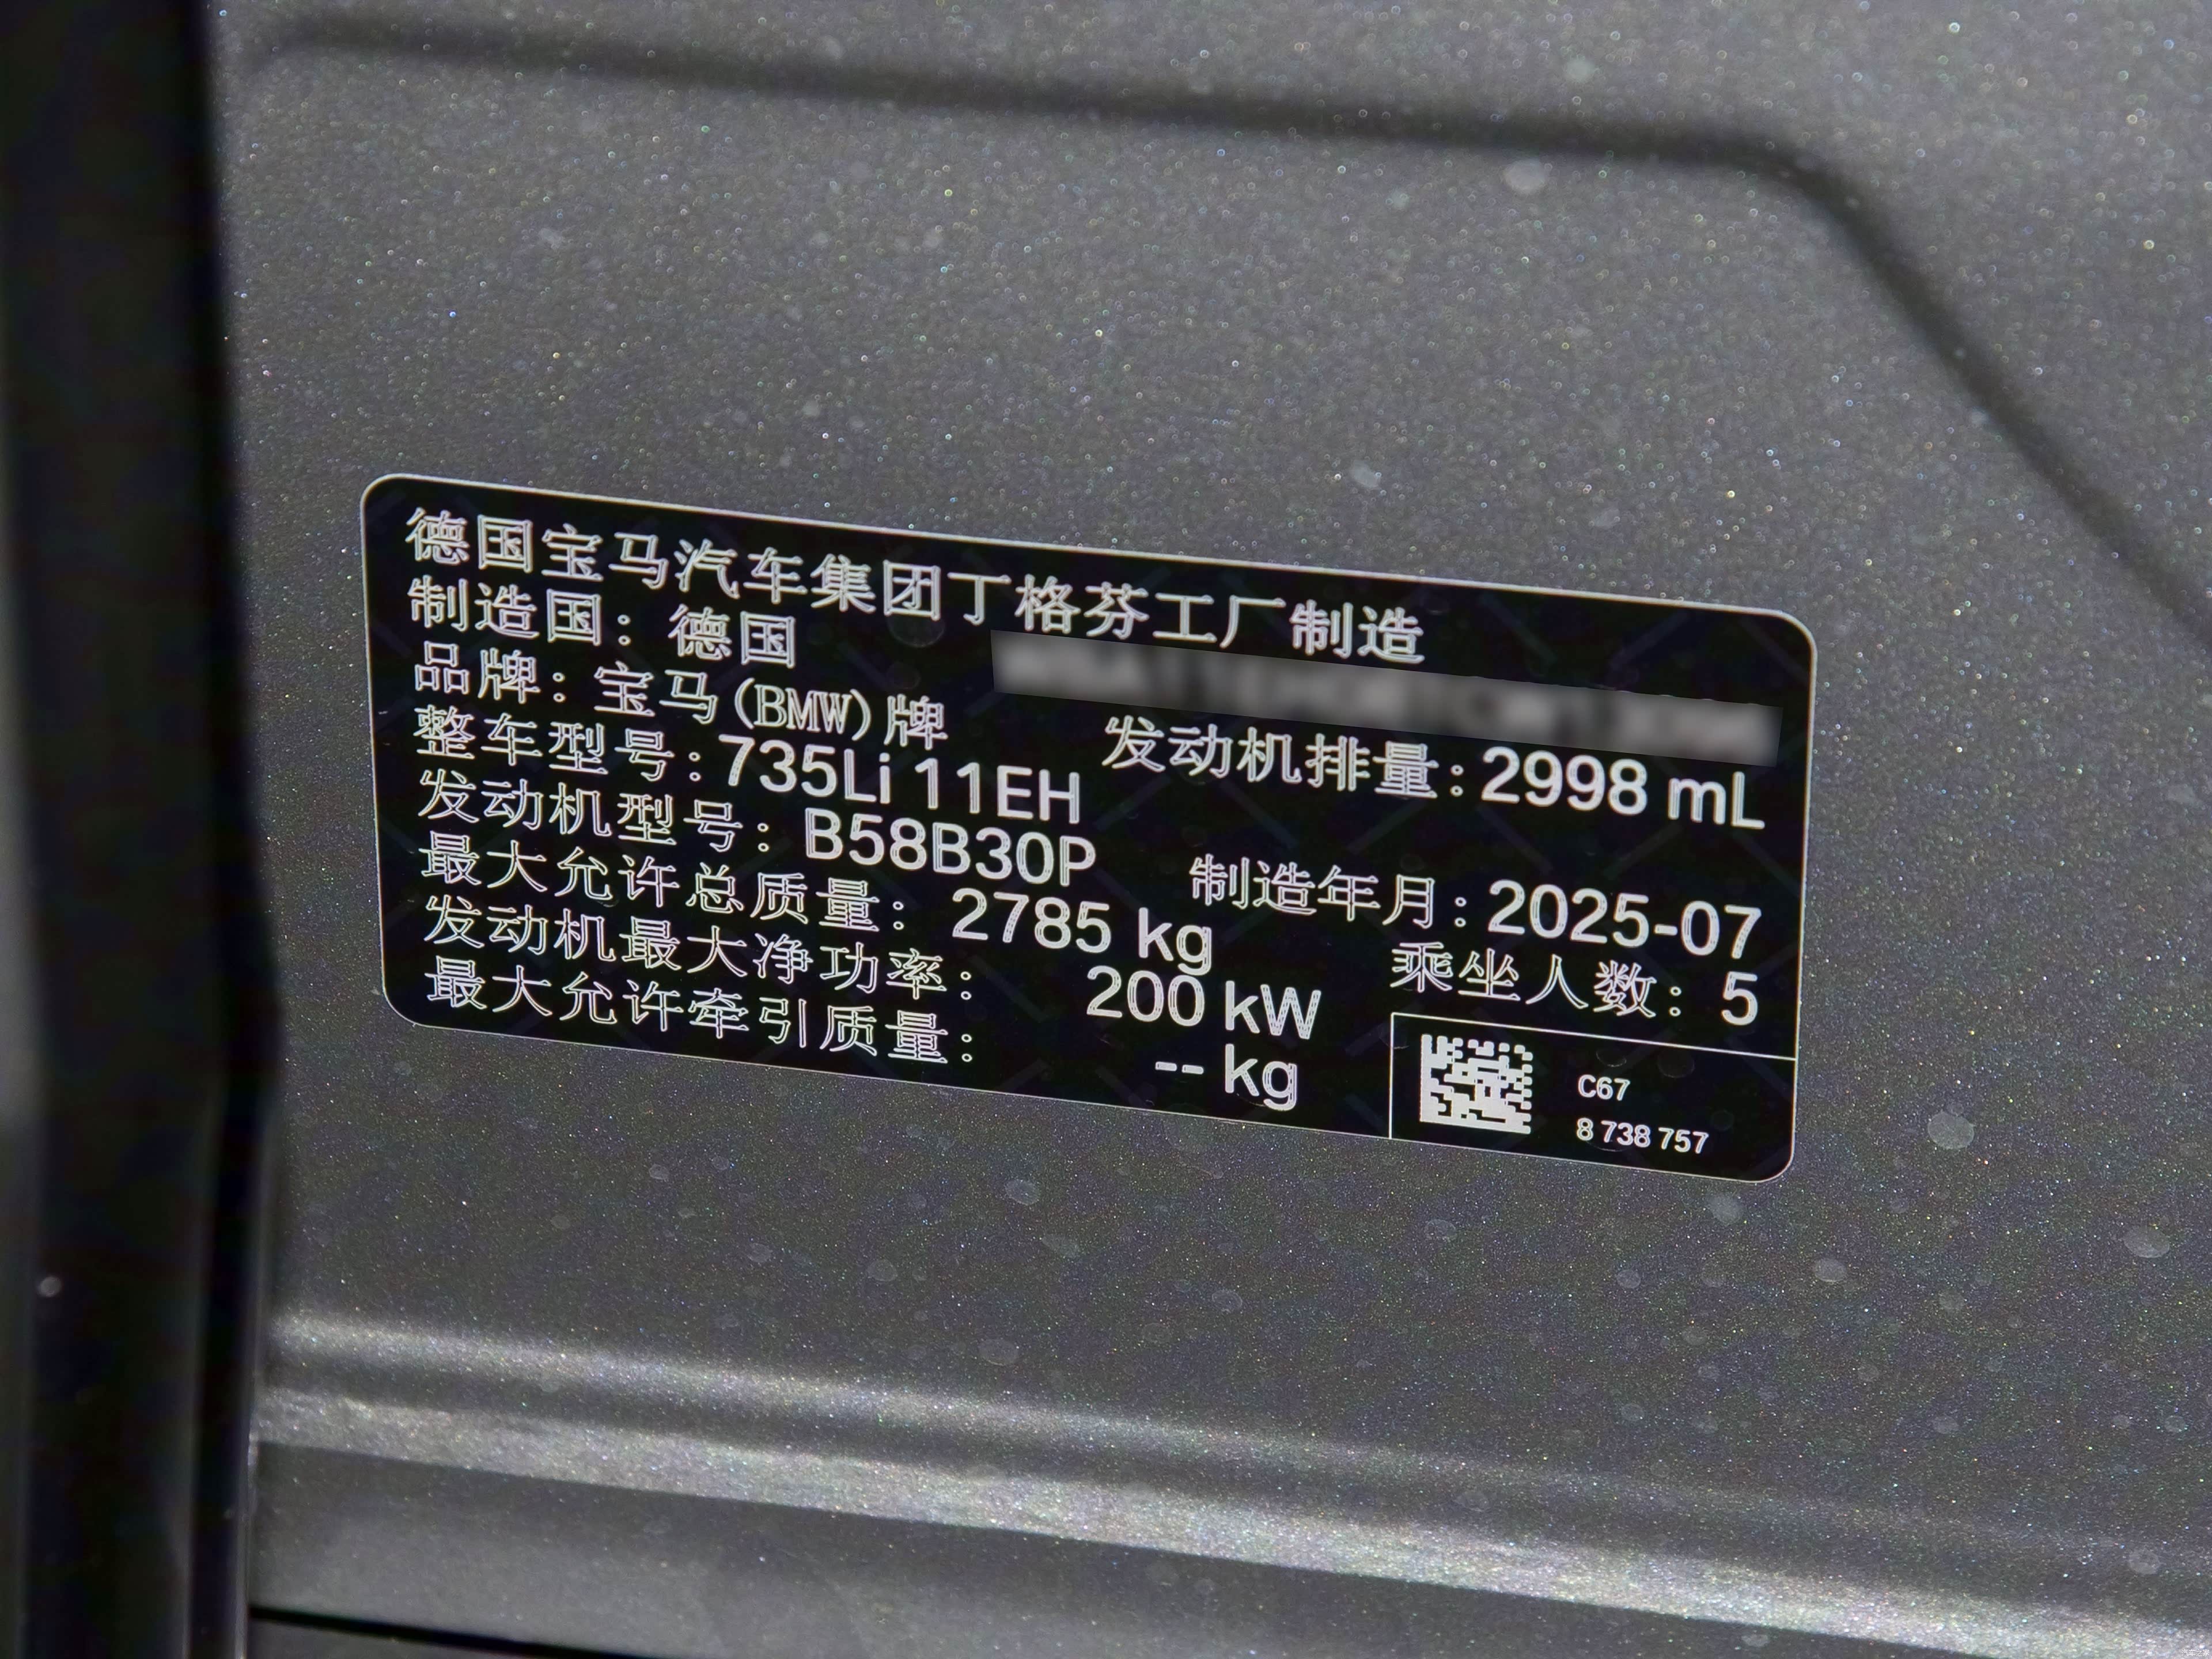 德国宝马汽车集团丁格芬工厂制造
制造国：德国
品牌：宝马(BMW)牌
发动机排量：2998 mL
整车型号：735Li 11EH
发动机型号：B58B30P
制造年月：2025-07
最大允许总质量：2785 kg
乘坐人数：5
发动机最大净功率：200 kW
最大允许牵引质量：-- kg
C67
8 738 757